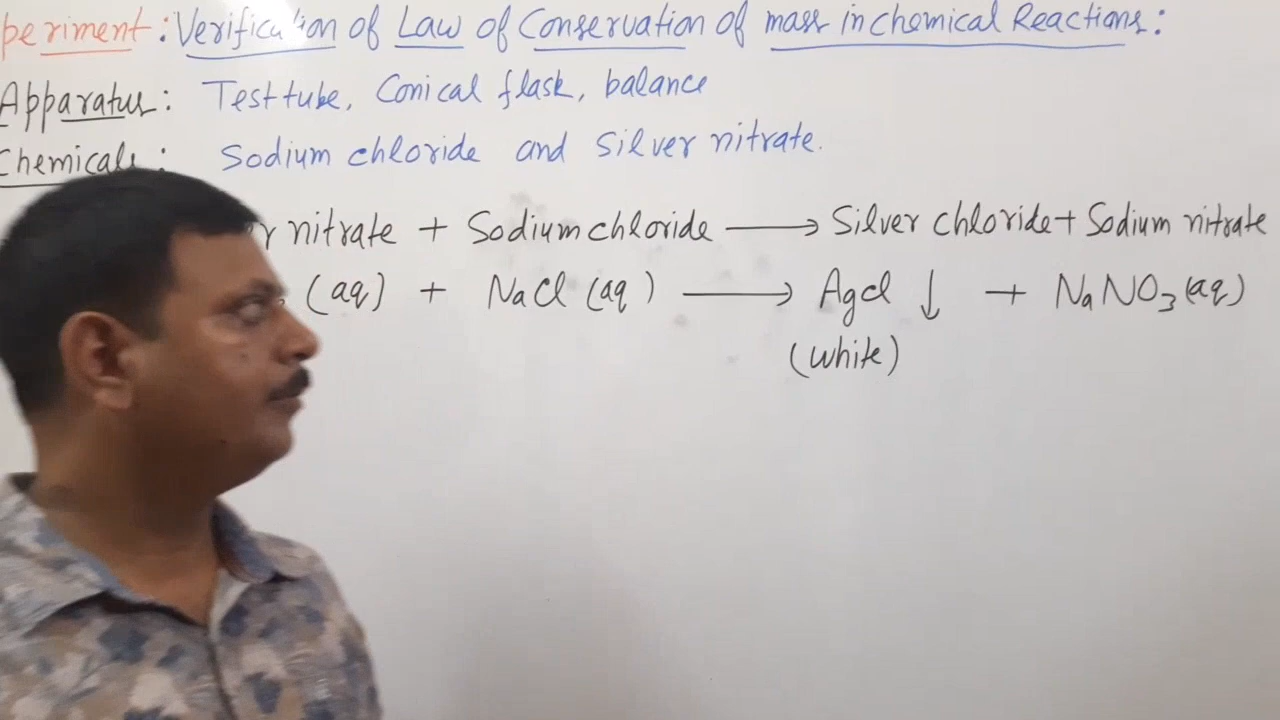 periment: Verification of Law of Conservation of mass in chemical Reactions:
Apparatus: Test tube, Conical flask, balance
Chemicals: Sodium chloride and Silver nitrate.
r nitrate + Sodium chloride ⟶ Silver chloride + Sodium nitrate
(aq) + NaCl (aq) ⟶ Agcl ↓ + NaNO₃ (aq)
(white)